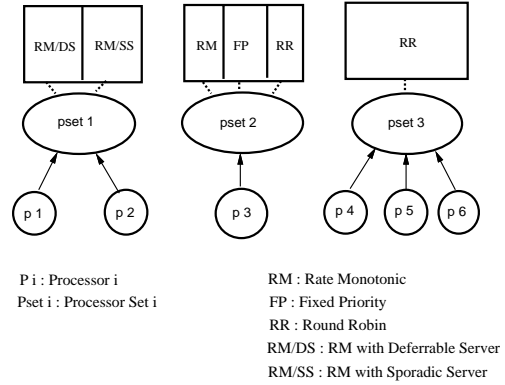 RM/DS RM/SS RM FP RR RR
pset 1 pset 2 pset 3
p 1 p 2 p 3 p 4 p 5 p 6
P i : Processor i
Pset i : Processor Set i
RM : Rate Monotonic
FP : Fixed Priority
RR : Round Robin
RM/DS : RM with Deferrable Server
RM/SS : RM with Sporadic Server